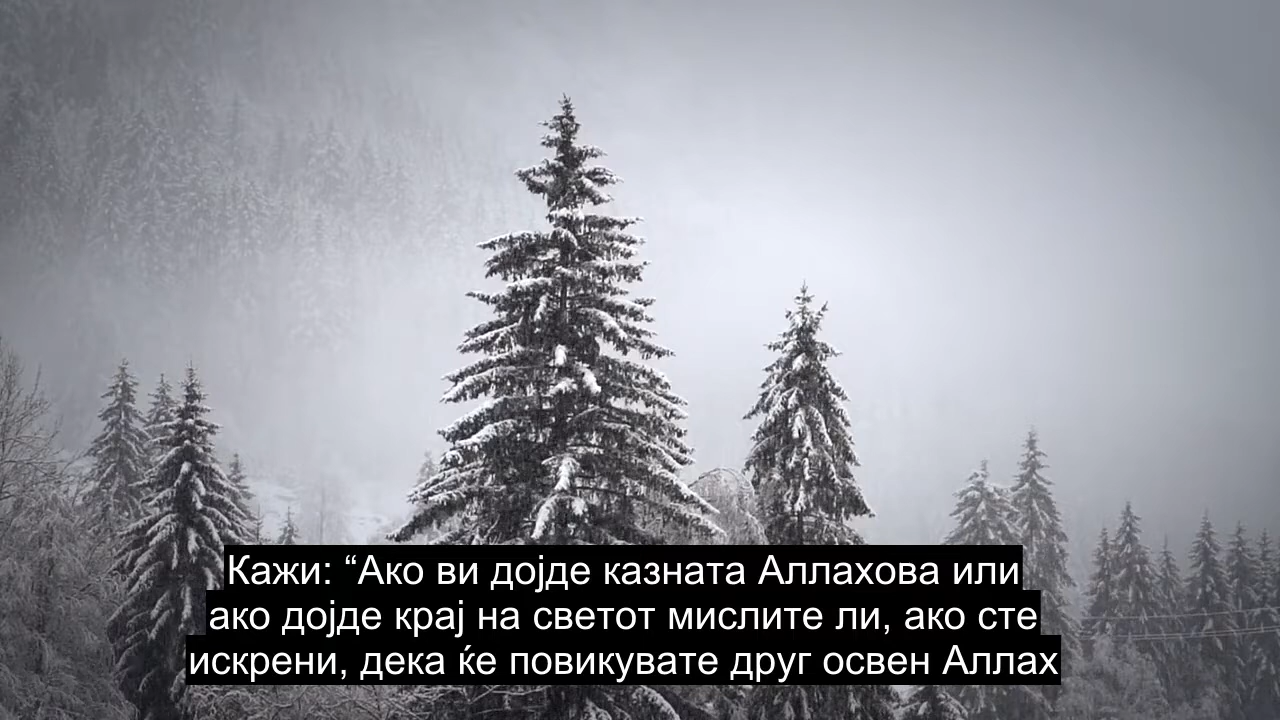 Кажи: “Ако ви дојде казната Аллахова или
ако дојде крај на светот мислите ли, ако сте
искрени, дека ќе повикувате друг освен Аллах